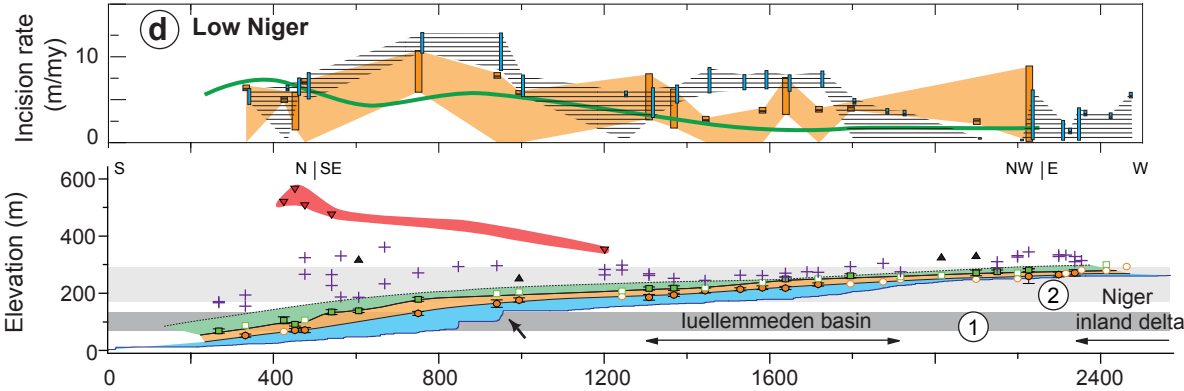 d Low Niger
Incision rate
(m/my)
10
0
S
N | SE
NW | E
W
Elevation (m)
600
400
200
0
2
Niger
Iuellemmeden basin
1
inland delta
0
400
800
1200
1600
2000
2400